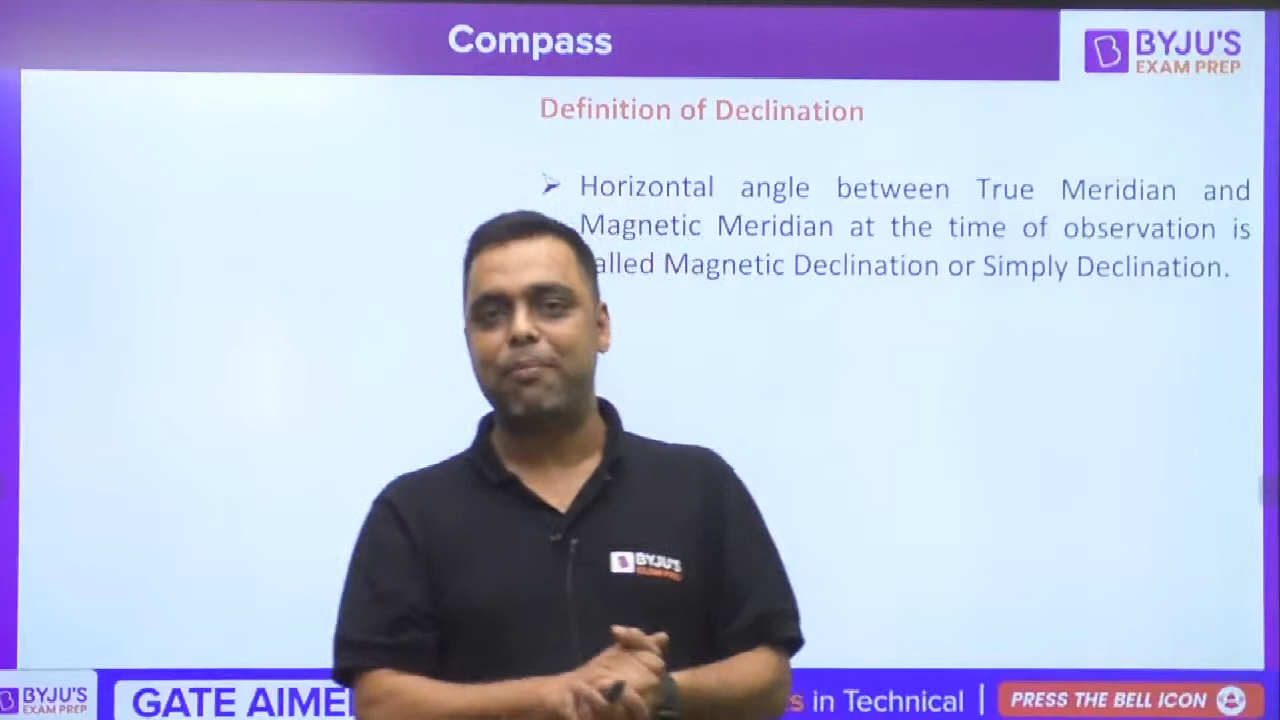 Compass
BYJU'S
EXAM PREP
Definition of Declination
Horizontal angle between True Meridian and
Magnetic Meridian at the time of observation is
alled Magnetic Declination or Simply Declination.
BYJU'S
EXAM PREP
BYJU'S
EXAM PREP
GATE AIME
s in Technical | PRESS THE BELL ICON